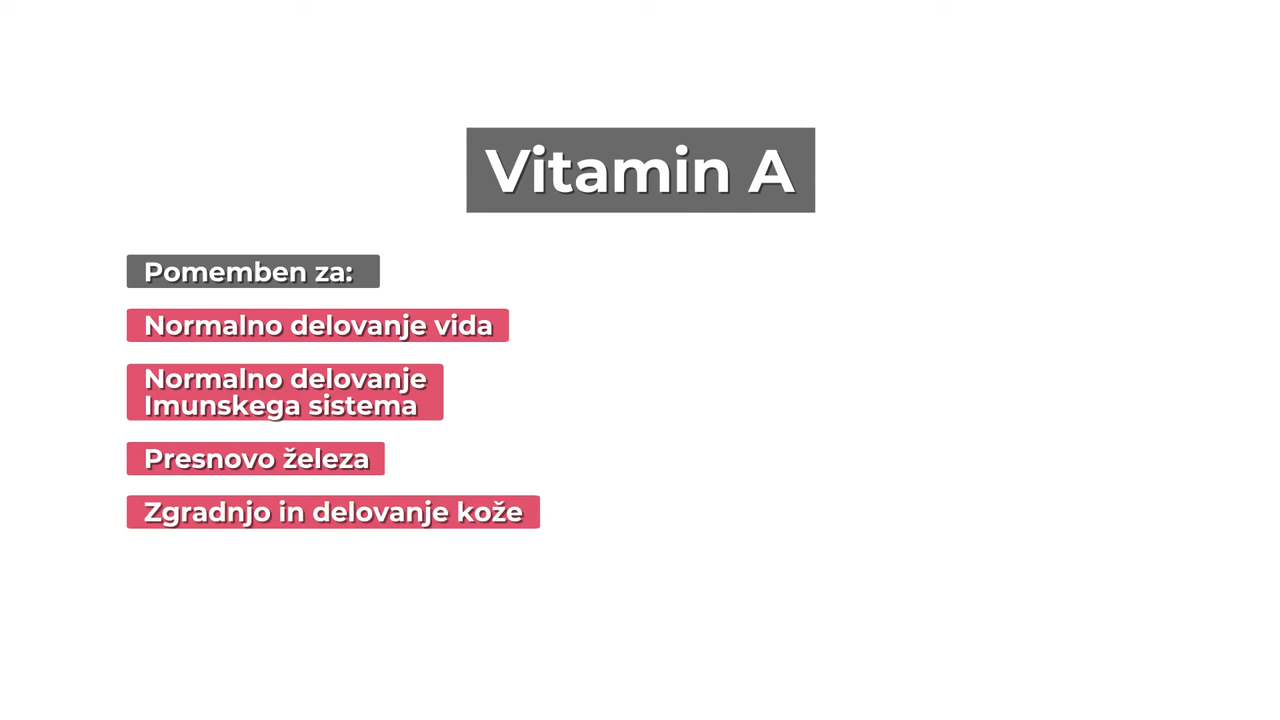 Vitamin A
Pomemben za:
Normalno delovanje vida
Normalno delovanje
Imunskega sistema
Presnovo železa
Zgradnjo in delovanje kože